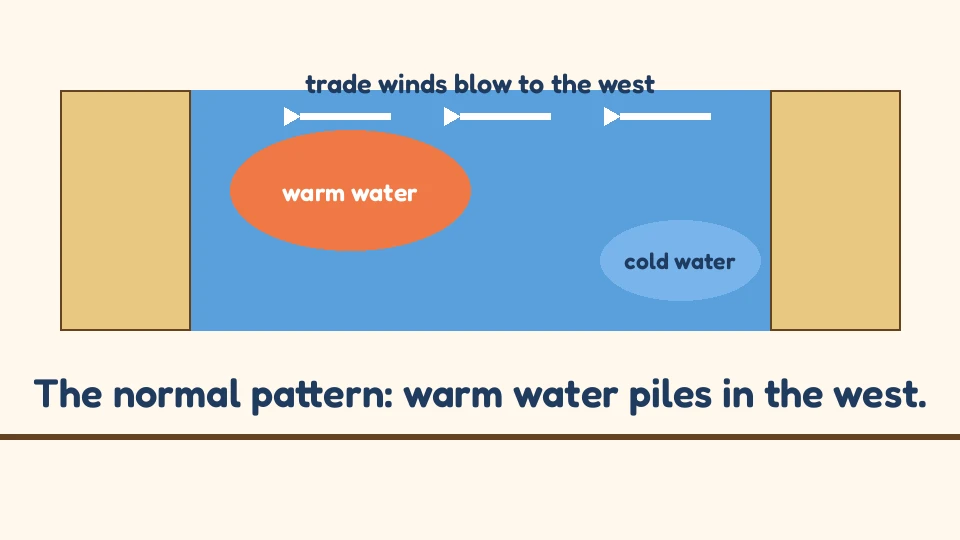 trade winds blow to the west
warm water
cold water
The normal pattern: warm water piles in the west.